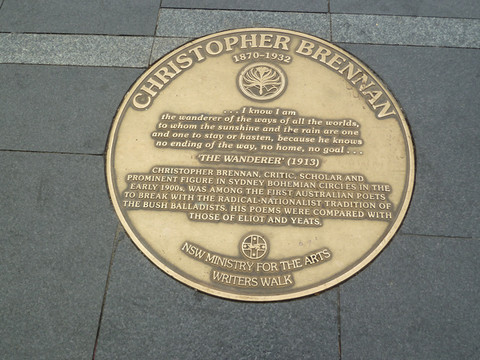 CHRISTOPHER BRENNAN
1870-1932
. . . I know I am
the wanderer of the ways of all the worlds,
to whom the sunshine and the rain are one
and one to stay or hasten, because he knows
no ending of the way, no home, no goal . . .
'THE WANDERER' (1913)
CHRISTOPHER BRENNAN, CRITIC, SCHOLAR AND
PROMINENT FIGURE IN SYDNEY BOHEMIAN CIRCLES IN THE
EARLY 1900s, WAS AMONG THE FIRST AUSTRALIAN POETS
TO BREAK WITH THE RADICAL-NATIONALIST TRADITION OF
THE BUSH BALLADISTS. HIS POEMS WERE COMPARED WITH
THOSE OF ELIOT AND YEATS.
NSW MINISTRY FOR THE ARTS
WRITERS WALK